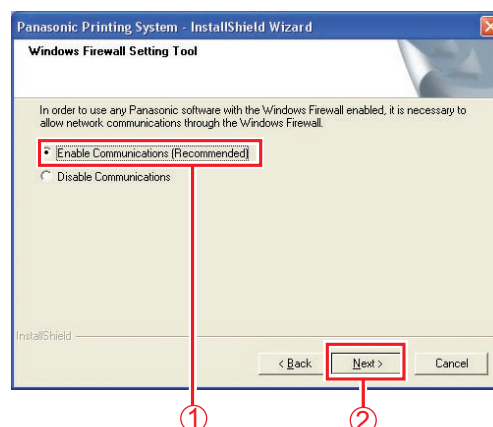 Panasonic Printing System - InstallShield Wizard
Windows Firewall Setting Tool
In order to use any Panasonic software with the Windows Firewall enabled, it is necessary to
allow network communications through the Windows Firewall.
Enable Communications (Recommended)
Disable Communications
InstallShield
< Back Next > Cancel
① ②